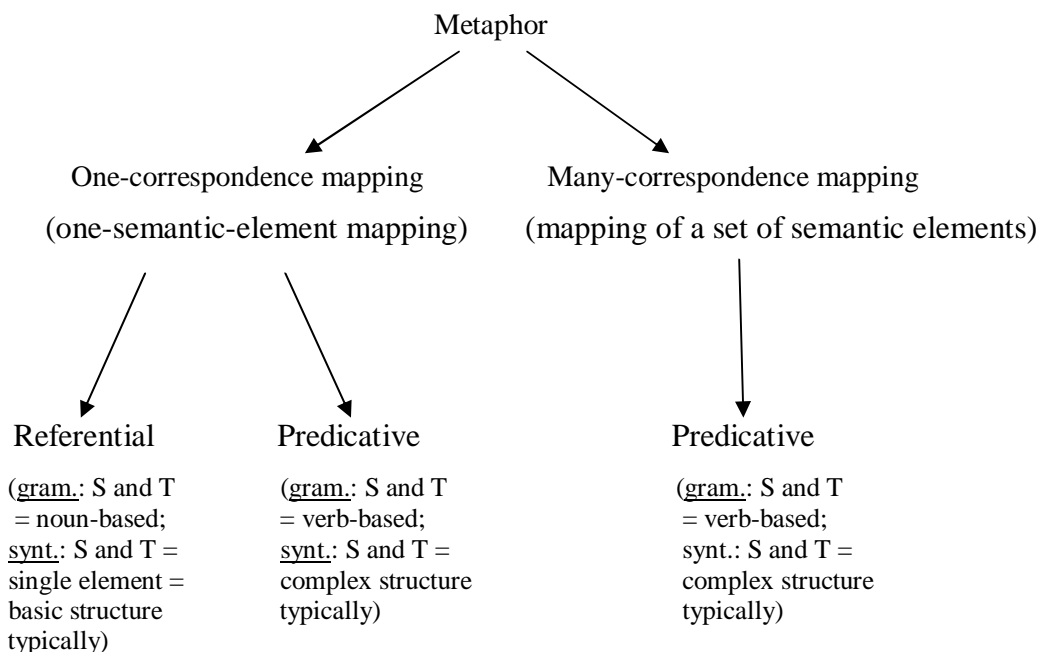 Metaphor
One-correspondence mapping
(one-semantic-element mapping)
Many-correspondence mapping
(mapping of a set of semantic elements)
Referential
(gram.: S and T
= noun-based;
synt.: S and T =
single element =
basic structure
typically)
Predicative
(gram.: S and T
= verb-based;
synt.: S and T =
complex structure
typically)
Predicative
(gram.: S and T
= verb-based;
synt.: S and T =
complex structure
typically)